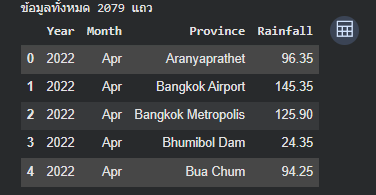 ข้อมูลทั้งหมด 2079 แถว
Year Month Province Rainfall
0 2022 Apr Aranyaprathet 96.35
1 2022 Apr Bangkok Airport 145.35
2 2022 Apr Bangkok Metropolis 125.90
3 2022 Apr Bhumibol Dam 24.35
4 2022 Apr Bua Chum 94.25